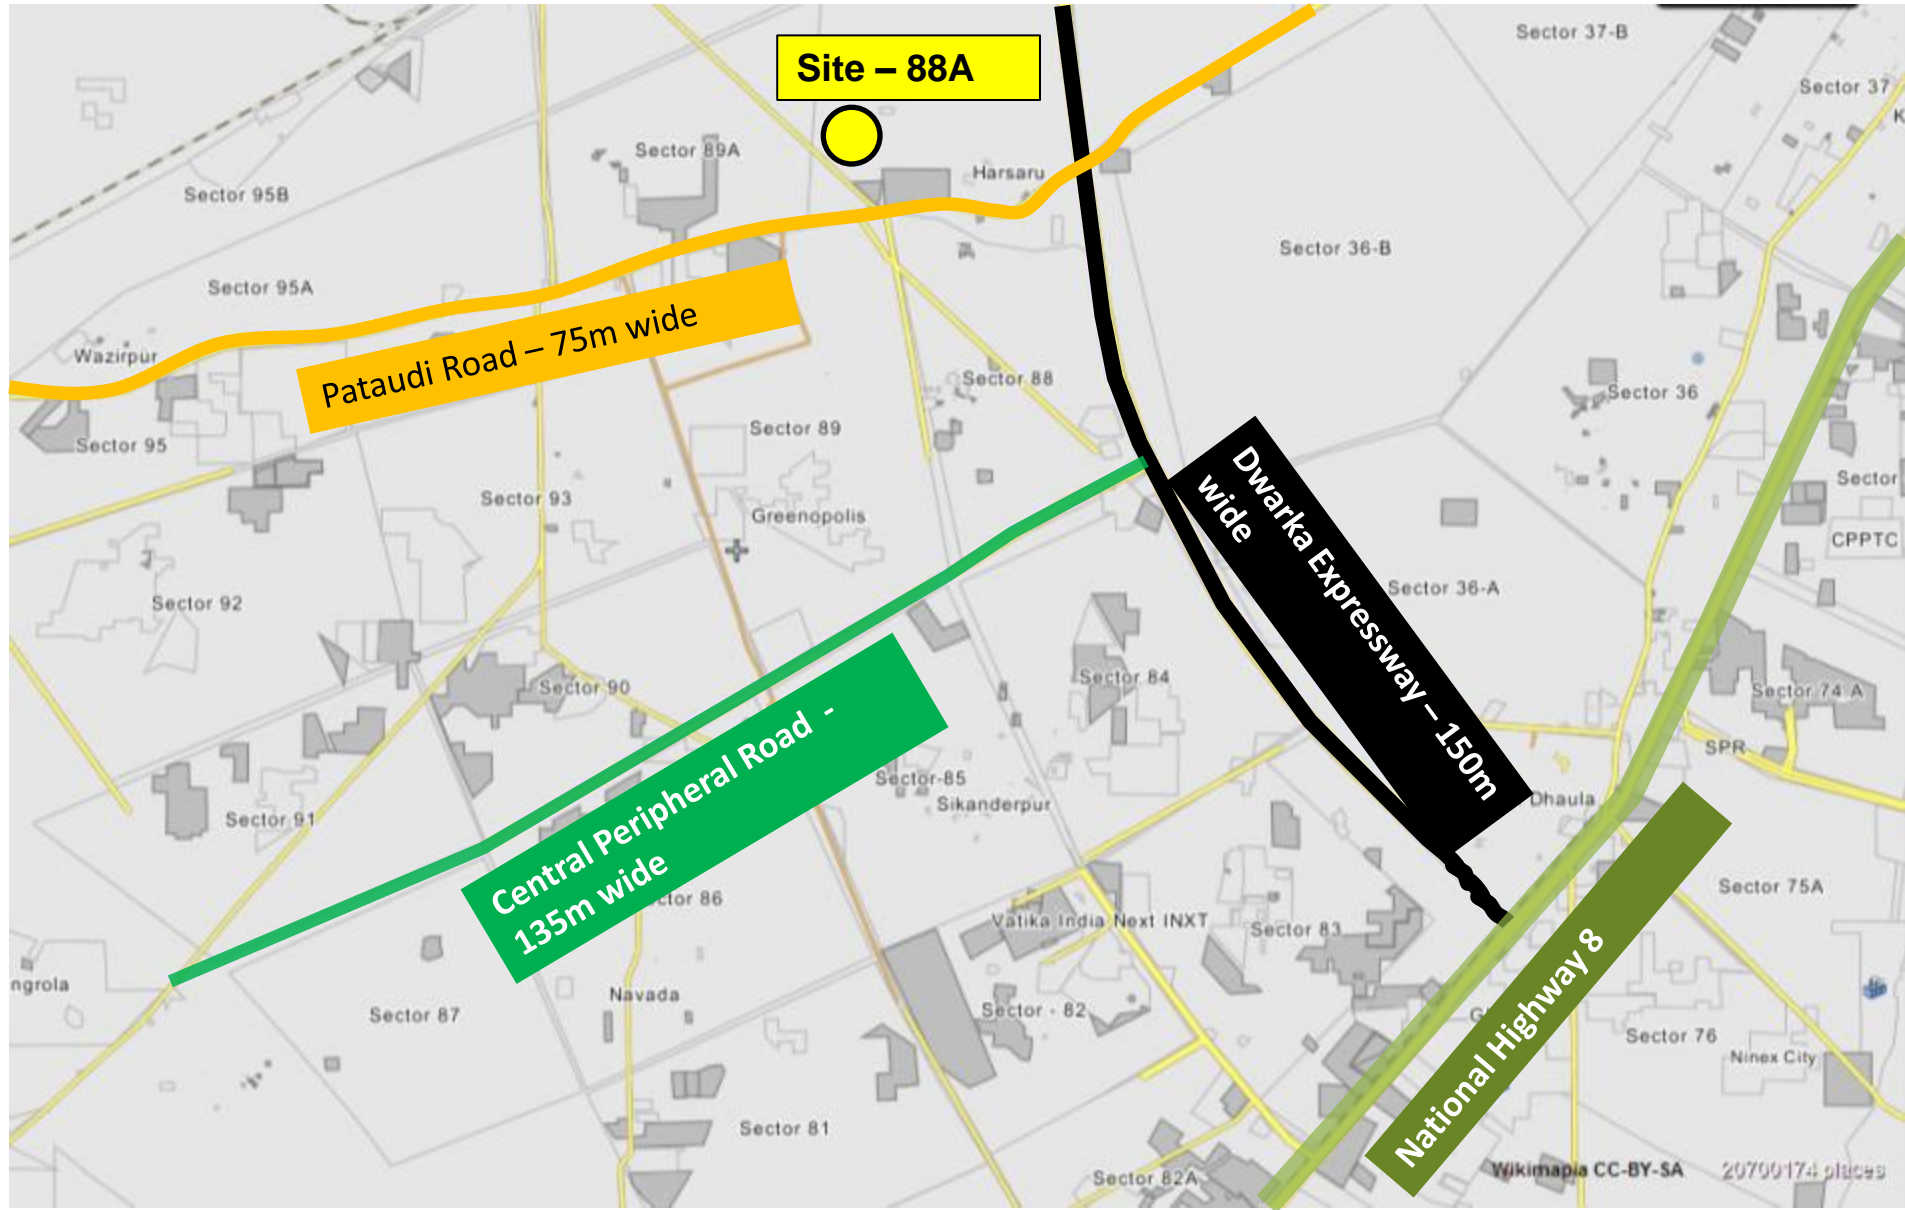 Sector 37-B
Site – 88A
Sector 37
Sector 89A
Harsaru
Sector 95B
Sector 36-B
Sector 95A
Pataudi Road – 75m wide
Wazirpur
Sector 88
Sector 36
Sector 89
Sector 95
Sector
Sector 93
Greenopolis
Dwarka Expressway – 150m
wide
CPPTC
Sector 36-A
Sector 92
Sector 84
Sector 90
Sector 74 A
SPR
Central Peripheral Road -
135m wide
Sector-85
Sikanderpur
Dhaula
Sector 91
Sector 75A
ctor 86
Vatika India Next INXT
Sector 83
National Highway 8
ngrola
Navada
Sector - 82
Sector 87
G
Sector 76
Ninex City
Sector 81
Sector 82A
Wikimapia CC-BY-SA
20700174 places